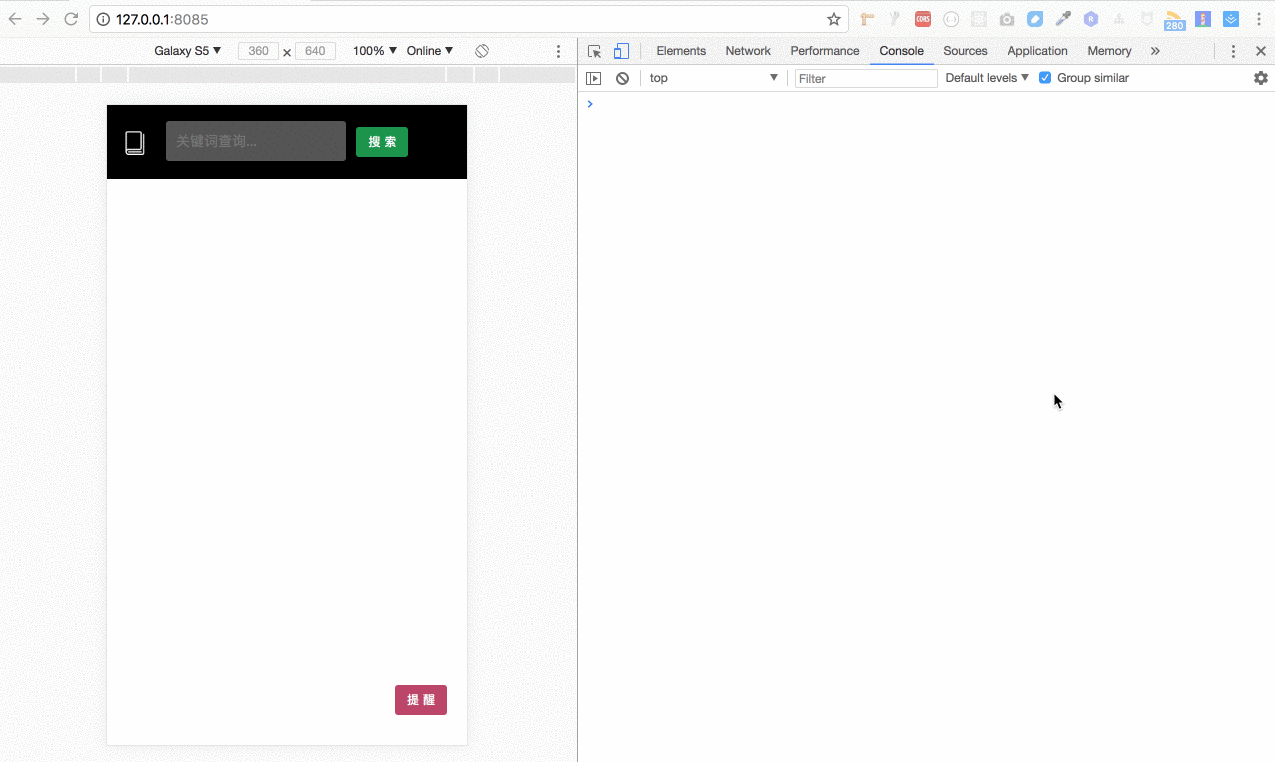 127.0.0.1:8085
CORS
R
280
Galaxy S5 ▼ 360 × 640 100% ▼ Online ▼
Elements Network Performance Console Sources Application Memory »
top ▼ Filter Default levels ▼ Group similar
关键词查询... 搜 索
提 醒